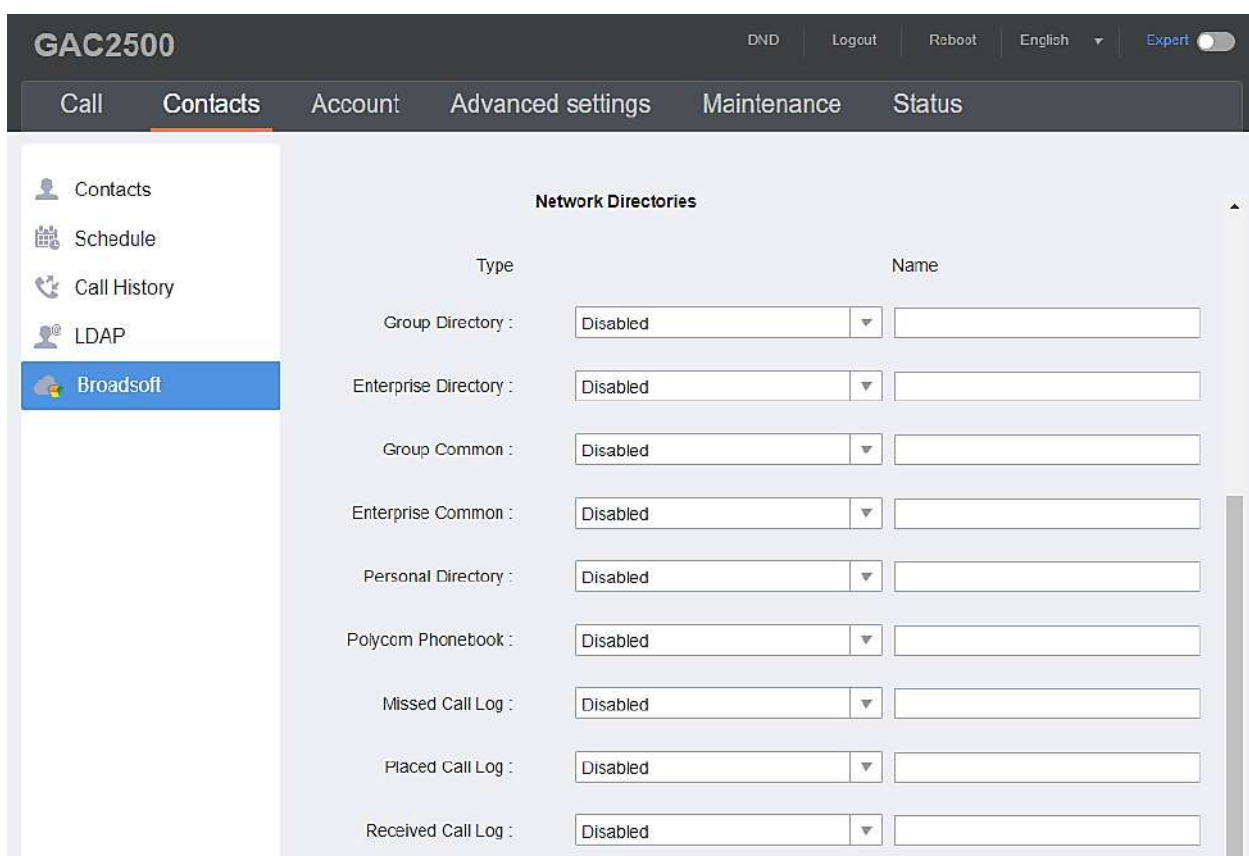 GAC2500
DND Logout Reboot English Expert
Call Contacts Account Advanced settings Maintenance Status
Contacts
Schedule
Call History
LDAP
Broadsoft
Network Directories
Type Name
Group Directory : Disabled
Enterprise Directory : Disabled
Group Common : Disabled
Enterprise Common : Disabled
Personal Directory : Disabled
Polycom Phonebook : Disabled
Missed Call Log : Disabled
Placed Call Log : Disabled
Received Call Log : Disabled